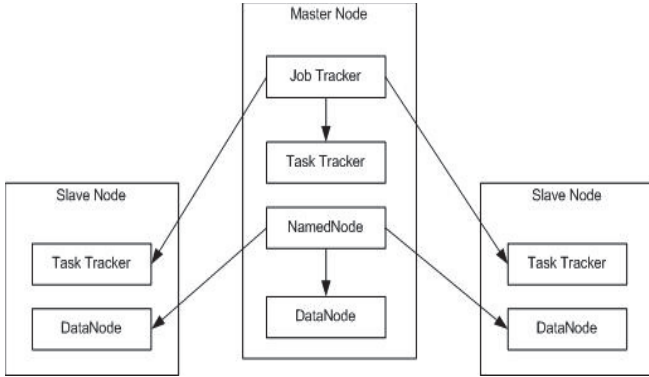 Master Node
Job Tracker
Task Tracker
NamedNode
DataNode
Slave Node
Task Tracker
DataNode
Slave Node
Task Tracker
DataNode